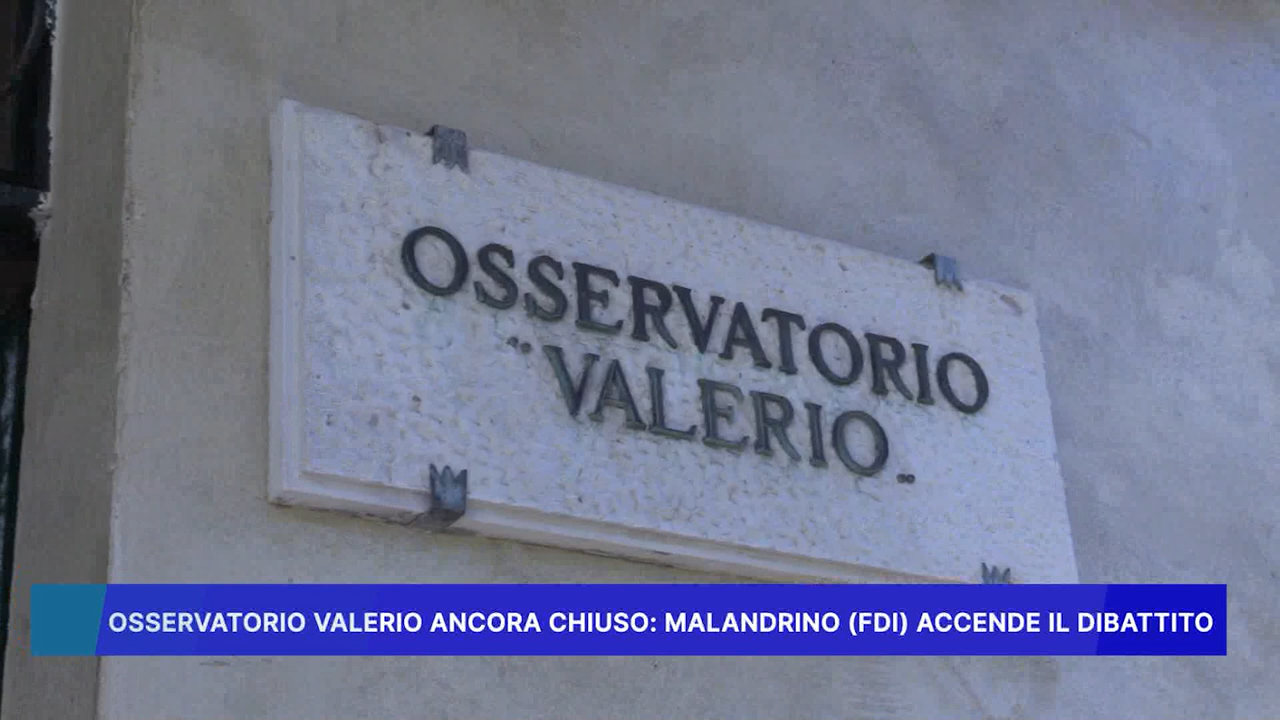 OSSERVATORIO
"VALERIO„
OSSERVATORIO VALERIO ANCORA CHIUSO: MALANDRINO (FDI) ACCENDE IL DIBATTITO